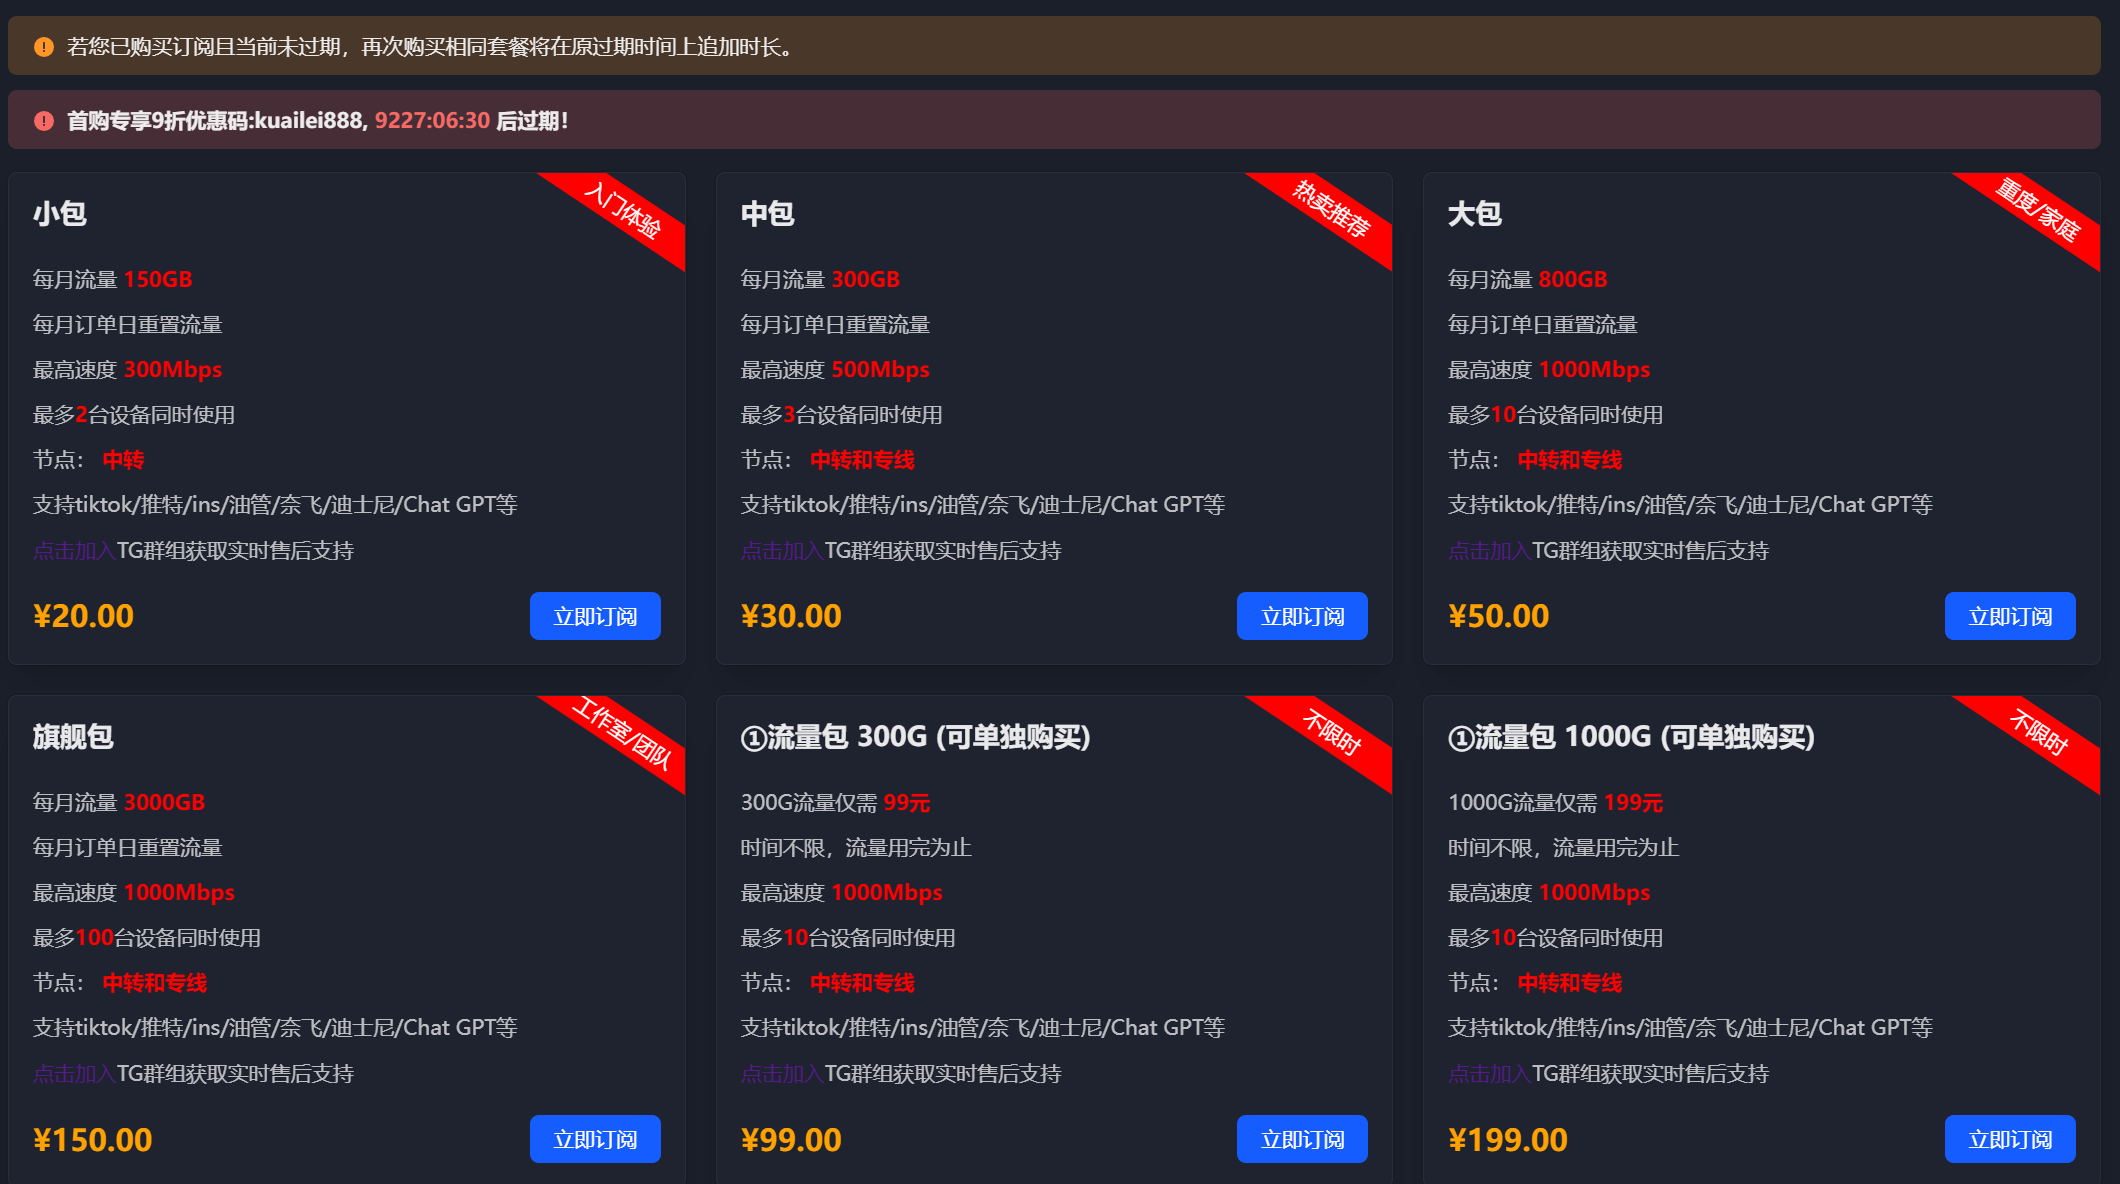 若您已购买订阅且当前未过期，再次购买相同套餐将在原过期时间上追加时长。
首购专享9折优惠码:kuailei888, 9227:06:30 后过期！
小包
入门体验
每月流量 150GB
每月订单日重置流量
最高速度 300Mbps
最多2台设备同时使用
节点： 中转
支持tiktok/推特/ins/油管/奈飞/迪士尼/Chat GPT等
点击加入TG群组获取实时售后支持
¥20.00
立即订阅
中包
热卖推荐
每月流量 300GB
每月订单日重置流量
最高速度 500Mbps
最多3台设备同时使用
节点： 中转和专线
支持tiktok/推特/ins/油管/奈飞/迪士尼/Chat GPT等
点击加入TG群组获取实时售后支持
¥30.00
立即订阅
大包
重度/家庭
每月流量 800GB
每月订单日重置流量
最高速度 1000Mbps
最多10台设备同时使用
节点： 中转和专线
支持tiktok/推特/ins/油管/奈飞/迪士尼/Chat GPT等
点击加入TG群组获取实时售后支持
¥50.00
立即订阅
旗舰包
工作室/团队
每月流量 3000GB
每月订单日重置流量
最高速度 1000Mbps
最多100台设备同时使用
节点： 中转和专线
支持tiktok/推特/ins/油管/奈飞/迪士尼/Chat GPT等
点击加入TG群组获取实时售后支持
¥150.00
立即订阅
①流量包 300G (可单独购买)
不限时
300G流量仅需 99元
时间不限，流量用完为止
最高速度 1000Mbps
最多10台设备同时使用
节点： 中转和专线
支持tiktok/推特/ins/油管/奈飞/迪士尼/Chat GPT等
点击加入TG群组获取实时售后支持
¥99.00
立即订阅
①流量包 1000G (可单独购买)
不限时
1000G流量仅需 199元
时间不限，流量用完为止
最高速度 1000Mbps
最多10台设备同时使用
节点： 中转和专线
支持tiktok/推特/ins/油管/奈飞/迪士尼/Chat GPT等
点击加入TG群组获取实时售后支持
¥199.00
立即订阅